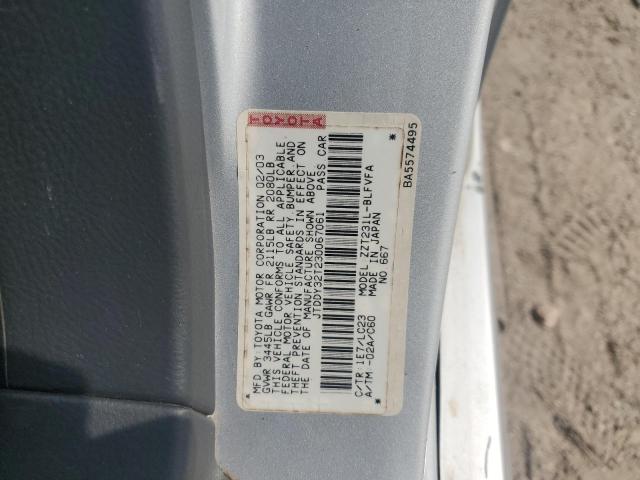 TOYOTA
MFD BY TOYOTA MOTOR CORPORATION 02/03
GVWR 3445LB GAWR FR 2115LB RR 2080LB
THIS VEHICLE CONFORMS TO ALL APPLICABLE
FEDERAL MOTOR VEHICLE SAFETY, BUMPER, AND
THEFT PREVENTION STANDARDS IN EFFECT ON
THE DATE OF MANUFACTURE SHOWN ABOVE.
JTDDY32T230067061 PASS CAR
C/TR: 1E7/LC23 MODEL: ZZT231L-BLFVFA
A/TM: -02A/C60 MADE IN JAPAN
NO 667
* BA5574495 *